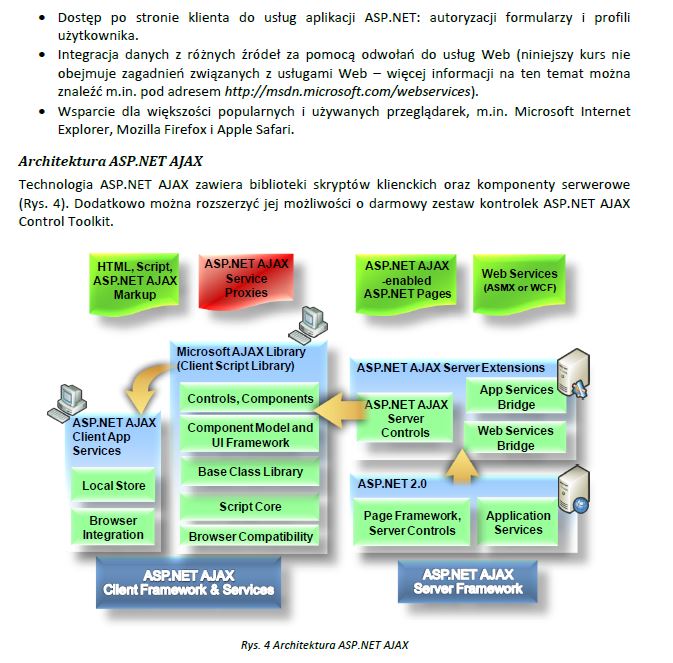 • Dostęp po stronie klienta do usług aplikacji ASP.NET: autoryzacji formularzy i profili
użytkownika.
• Integracja danych z różnych źródeł za pomocą odwołań do usług Web (niniejszy kurs nie
obejmuje zagadnień związanych z usługami Web – więcej informacji na ten temat można
znaleźć m.in. pod adresem http://msdn.microsoft.com/webservices).
• Wsparcie dla większości popularnych i używanych przeglądarek, m.in. Microsoft Internet
Explorer, Mozilla Firefox i Apple Safari.
Architektura ASP.NET AJAX
Technologia ASP.NET AJAX zawiera biblioteki skryptów klienckich oraz komponenty serwerowe
(Rys. 4). Dodatkowo można rozszerzyć jej możliwości o darmowy zestaw kontrolek ASP.NET AJAX
Control Toolkit.
HTML, Script,
ASP.NET AJAX
Markup
ASP.NET AJAX
Service
Proxies
ASP.NET AJAX
-enabled
ASP.NET Pages
Web Services
(ASMX or WCF)
Microsoft AJAX Library
(Client Script Library)
Controls, Components
Component Model and
UI Framework
Base Class Library
Script Core
Browser Compatibility
ASP.NET AJAX
Client App
Services
Local Store
Browser
Integration
ASP.NET AJAX Server Extensions
ASP.NET AJAX
Server
Controls
App Services
Bridge
Web Services
Bridge
ASP.NET 2.0
Page Framework,
Server Controls
Application
Services
ASP.NET AJAX
Client Framework & Services
ASP.NET AJAX
Server Framework
Rys. 4 Architektura ASP.NET AJAX